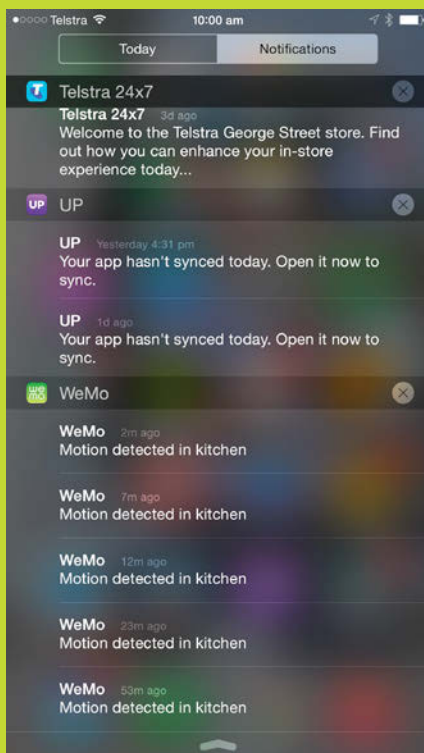 Telstra
10:00 am
Today
Notifications
T
Telstra 24x7
Telstra 24x7 3d ago
Welcome to the Telstra George Street store. Find
out how you can enhance your in-store
experience today...
UP
UP
UP Yesterday 4:31 pm
Your app hasn't synced today. Open it now to
sync.
UP 1d ago
Your app hasn't synced today. Open it now to
sync.
we
mo
WeMo
WeMo 2m ago
Motion detected in kitchen
WeMo 7m ago
Motion detected in kitchen
WeMo 12m ago
Motion detected in kitchen
WeMo 23m ago
Motion detected in kitchen
WeMo 53m ago
Motion detected in kitchen